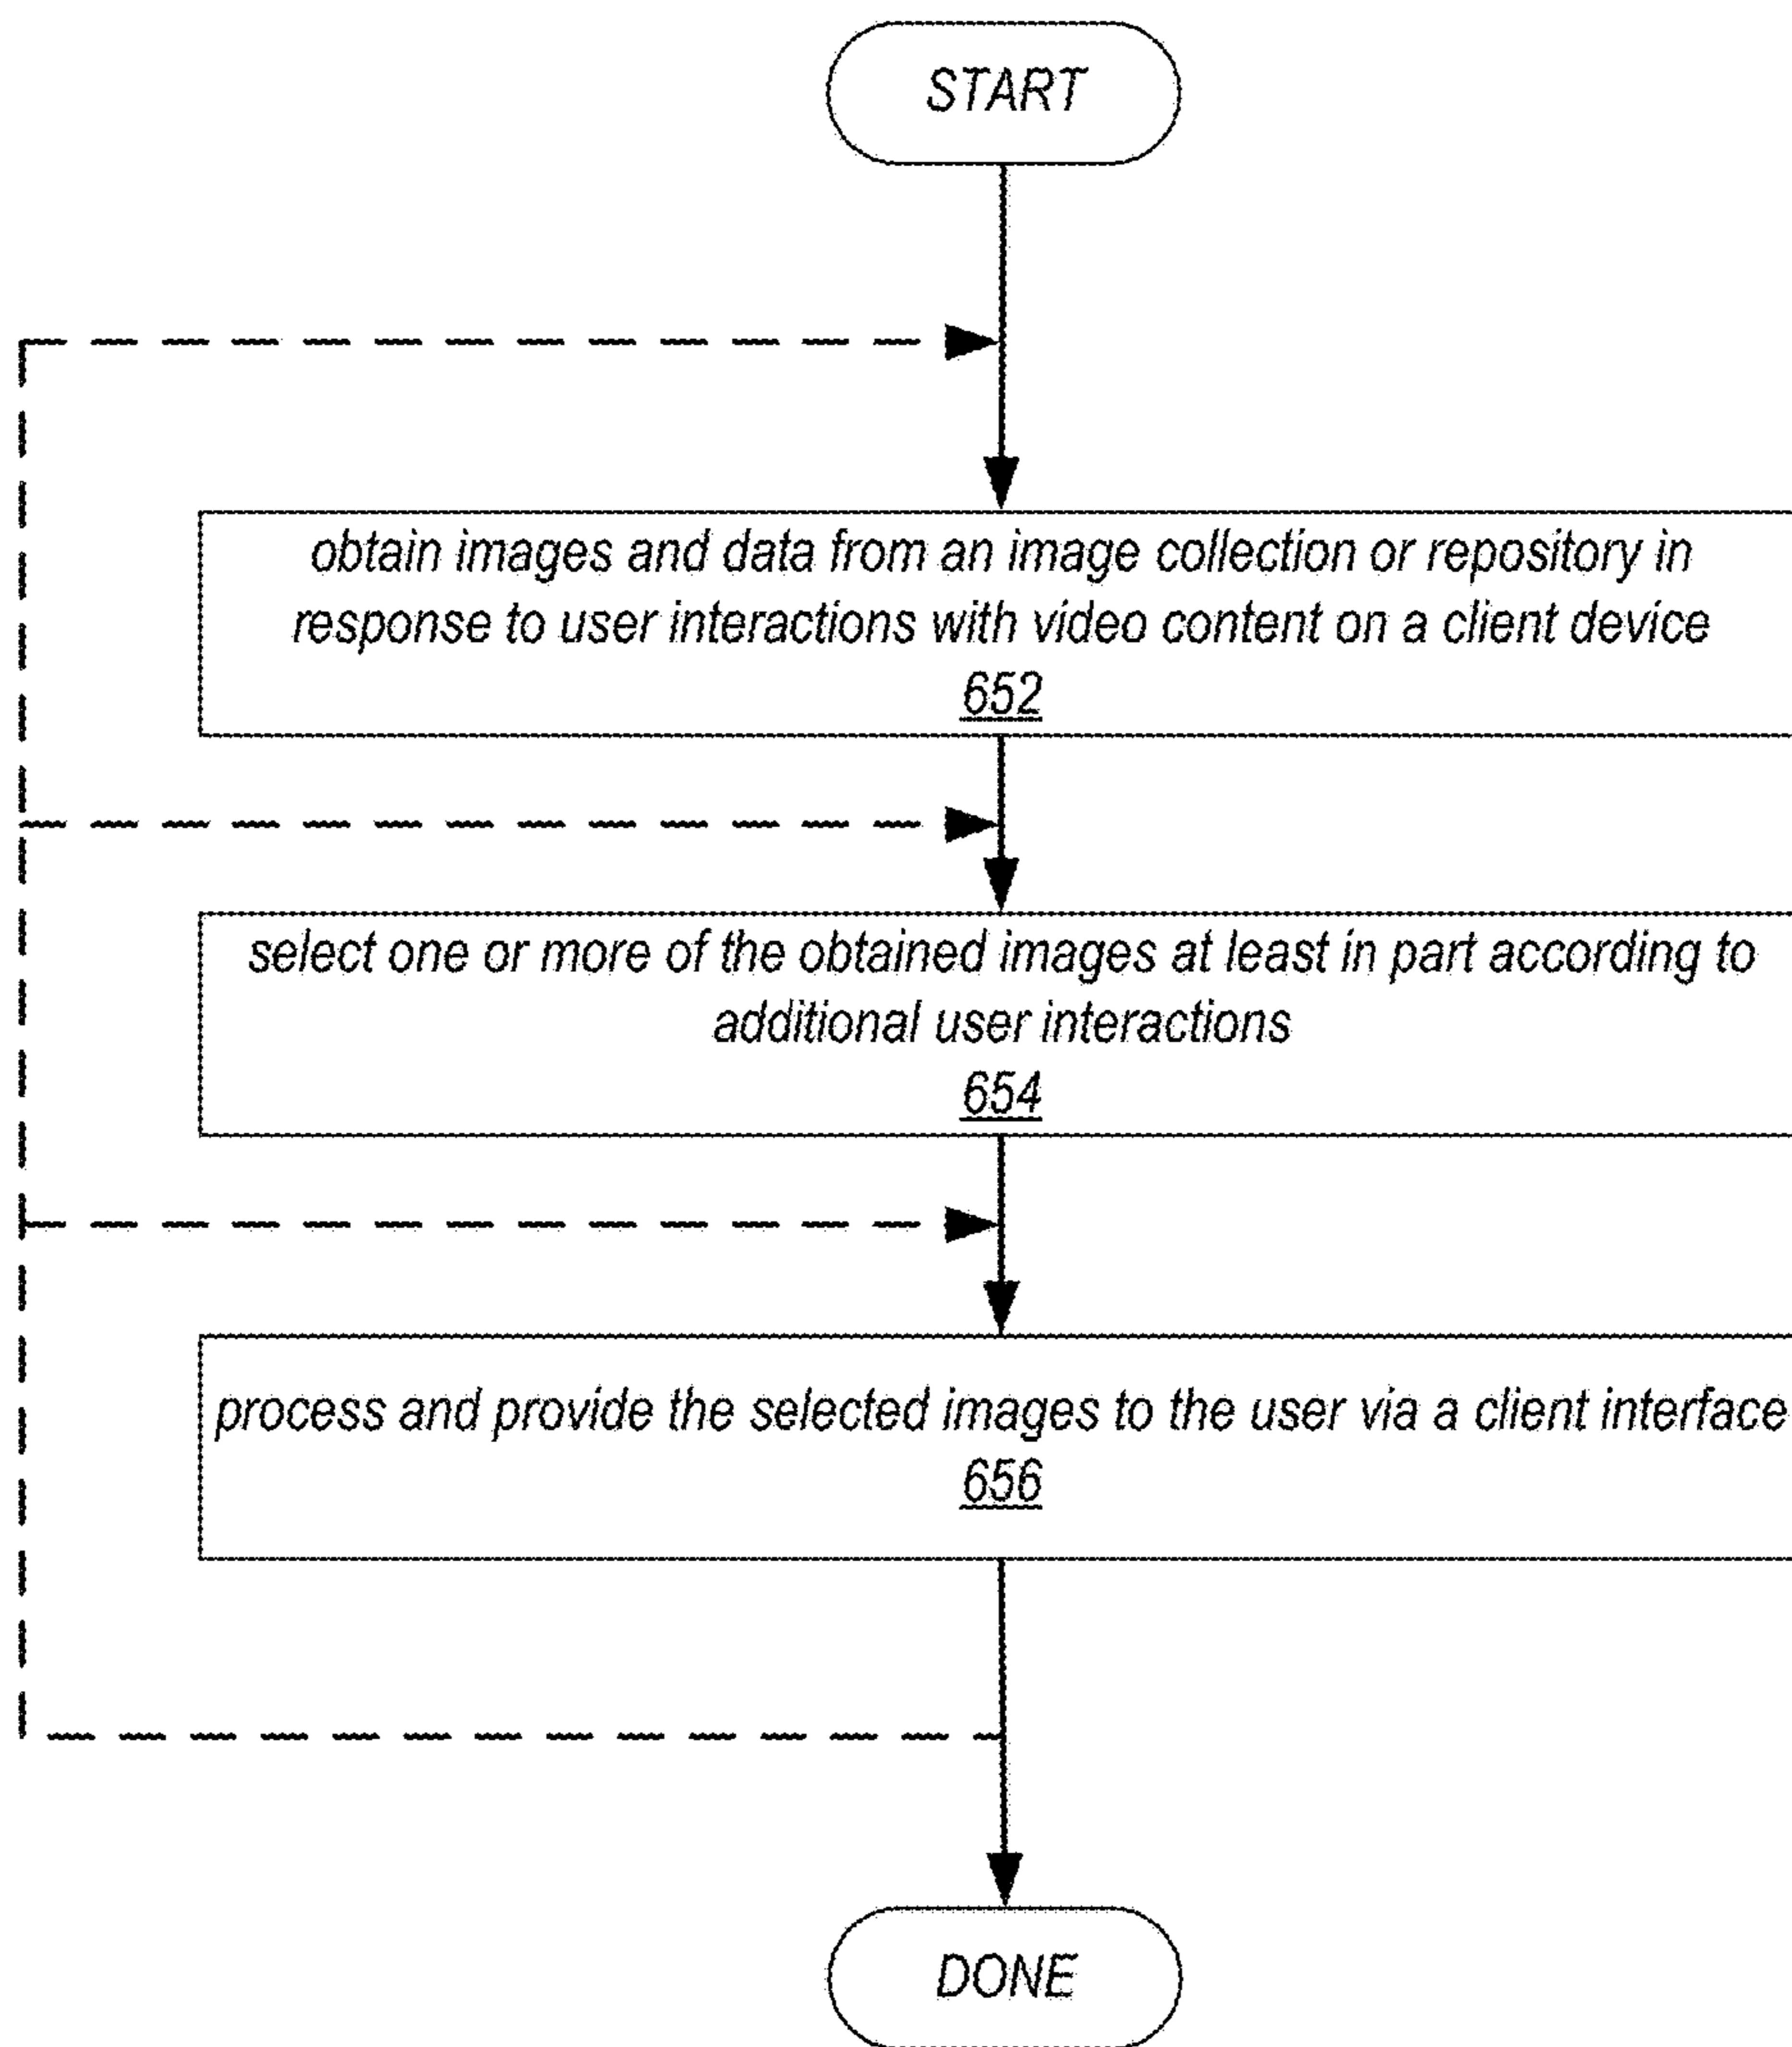 START
obtain images and data from an image collection or repository in
response to user interactions with video content on a client device
652
select one or more of the obtained images at least in part according to
additional user interactions
654
process and provide the selected images to the user via a client interface
656
DONE